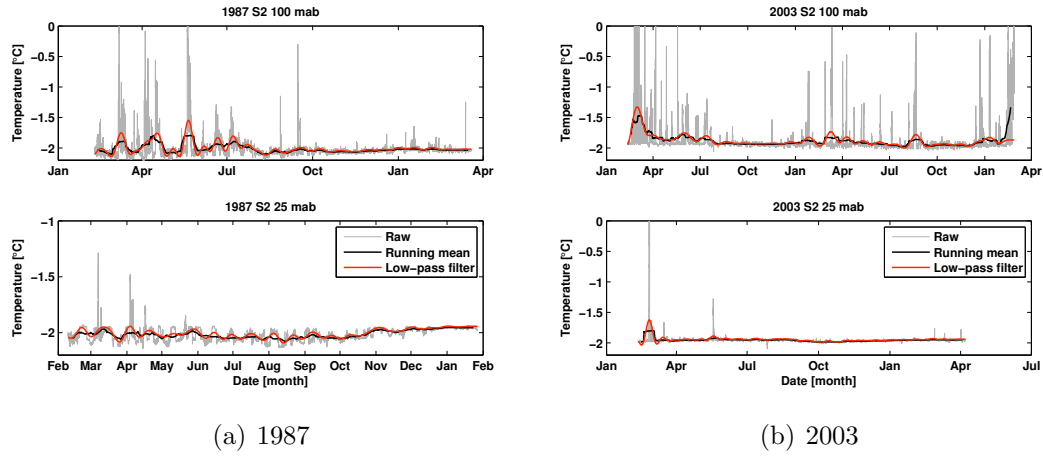 1987 S2 100 mab
Temperature [°C]
0
−0.5
−1
−1.5
−2
Jan Apr Jul Oct Jan Apr
1987 S2 25 mab
Temperature [°C]
−1
−1.5
−2
Raw
Running mean
Low−pass filter
Feb Mar Apr May Jun Jul Aug Sep Oct Nov Dec Jan Feb
Date [month]
(a) 1987
2003 S2 100 mab
Temperature [°C]
0
−0.5
−1
−1.5
−2
Jan Apr Jul Oct Jan Apr Jul Oct Jan Apr
2003 S2 25 mab
Temperature [°C]
0
−0.5
−1
−1.5
−2
Raw
Running mean
Low−pass filter
Jan Apr Jul Oct Jan Apr Jul
Date [month]
(b) 2003